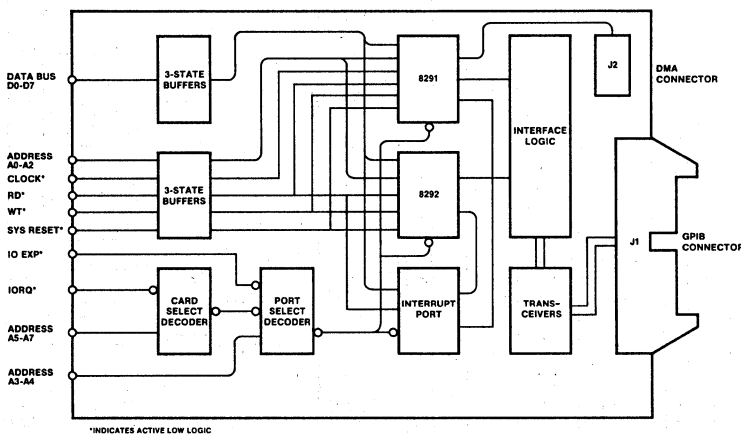 DATA BUS
D0-D7
3-STATE
BUFFERS
8291
J2
DMA
CONNECTOR
INTERFACE
LOGIC
ADDRESS
A0-A2
CLOCK*
RD*
WT*
SYS RESET*
3-STATE
BUFFERS
8292
J1
GPIB
CONNECTOR
IO EXP*
IORQ*
ADDRESS
A5-A7
ADDRESS
A3-A4
CARD
SELECT
DECODER
PORT
SELECT
DECODER
INTERRUPT
PORT
TRANS-
CEIVERS
*INDICATES ACTIVE LOW LOGIC